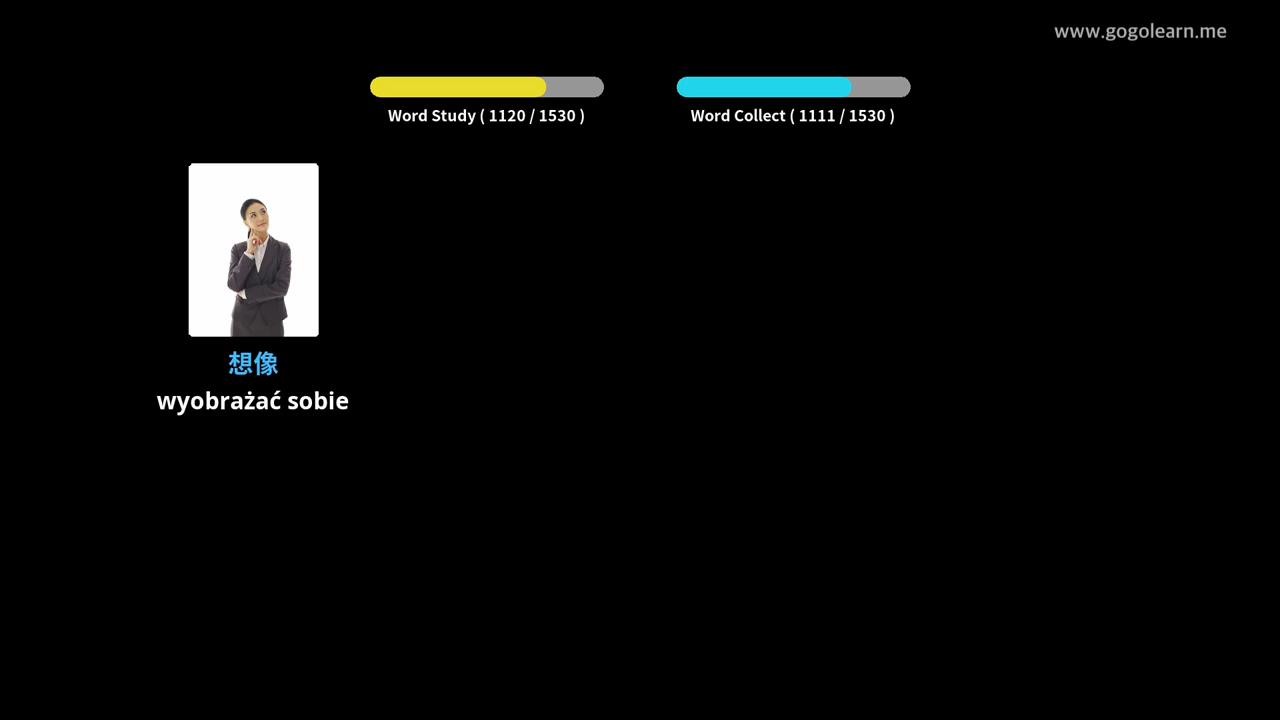 www.gogolearn.me
Word Study ( 1120 / 1530 )
Word Collect ( 1111 / 1530 )
想像
wyobrażać sobie